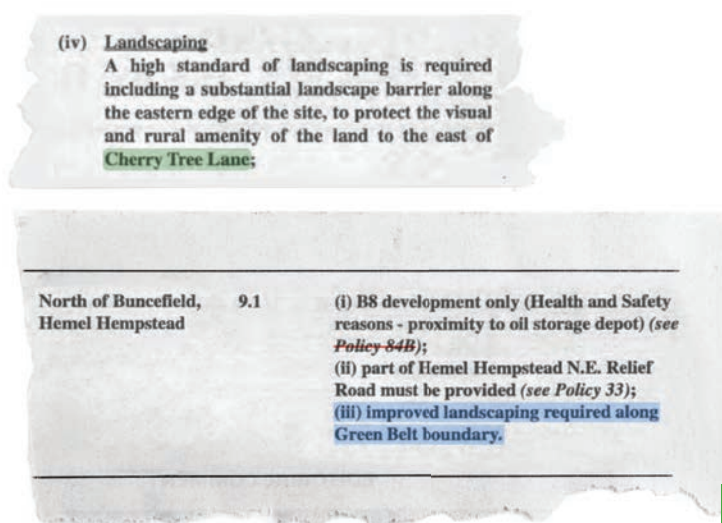 (iv) Landscaping
A high standard of landscaping is required
including a substantial landscape barrier along
the eastern edge of the site, to protect the visual
and rural amenity of the land to the east of
Cherry Tree Lane;
North of Buncefield, 9.1 (i) B8 development only (Health and Safety
Hemel Hempstead reasons - proximity to oil storage depot) (see
Policy 84B);
(ii) part of Hemel Hempstead N.E. Relief
Road must be provided (see Policy 33);
(iii) improved landscaping required along
Green Belt boundary.